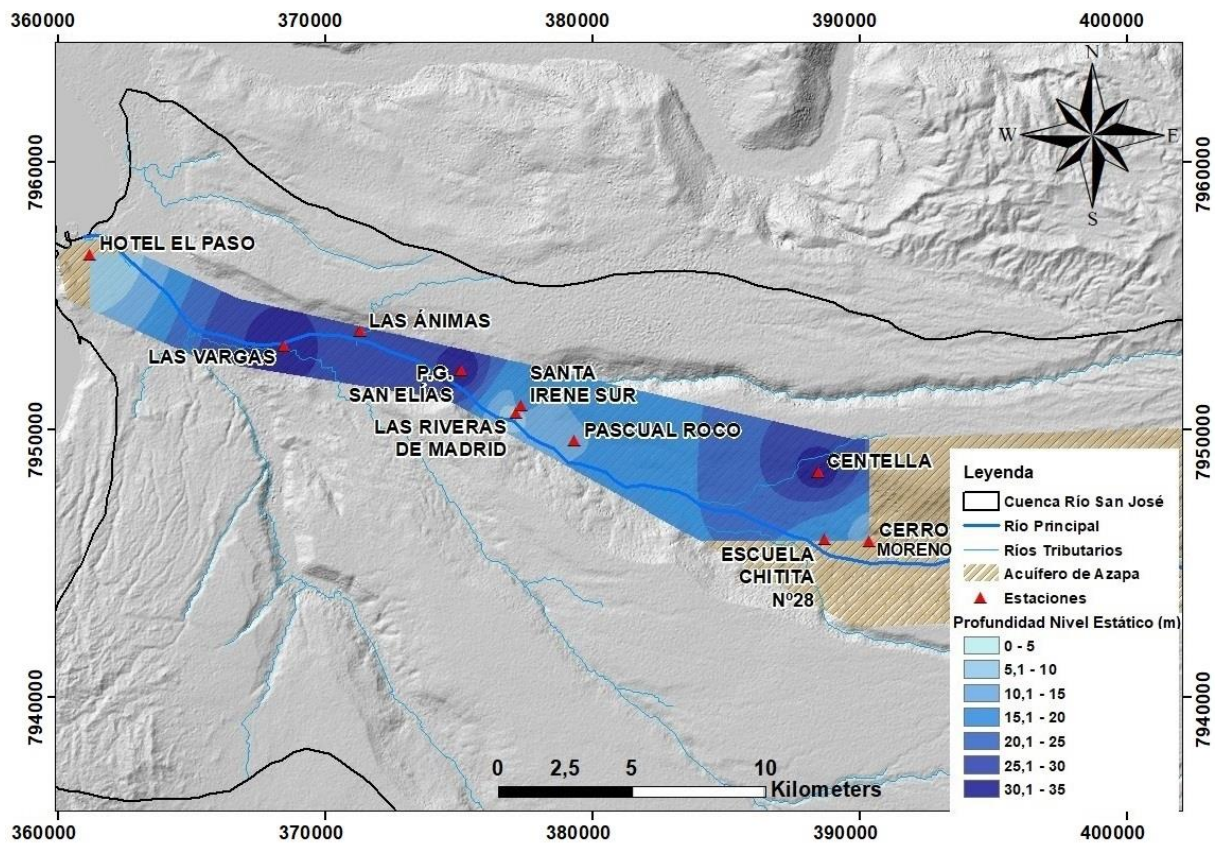 360000 370000 380000 390000 400000
N
W E
S
7960000 7960000
HOTEL EL PASO
LAS ÁNIMAS
LAS VARGAS
P.G.
SAN ELÍAS
SANTA
IRENE SUR
LAS RIVERAS
DE MADRID
PASCUAL ROCO
7950000 7950000
CENTELLA
CERRO
MORENO
ESCUELA
CHITITA
Nº28
Leyenda
Cuenca Río San José
Río Principal
Ríos Tributarios
Acuífero de Azapa
Estaciones
Profundidad Nivel Estático (m)
0 - 5
5,1 - 10
10,1 - 15
15,1 - 20
20,1 - 25
25,1 - 30
30,1 - 35
7940000 7940000
0 2,5 5 10
Kilometers
360000 370000 380000 390000 400000